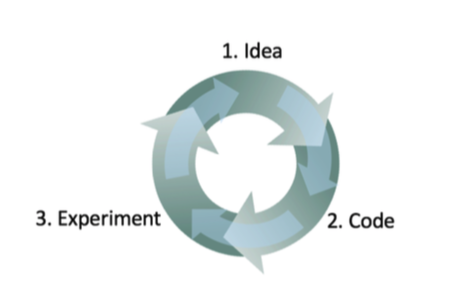 1. Idea
2. Code
3. Experiment